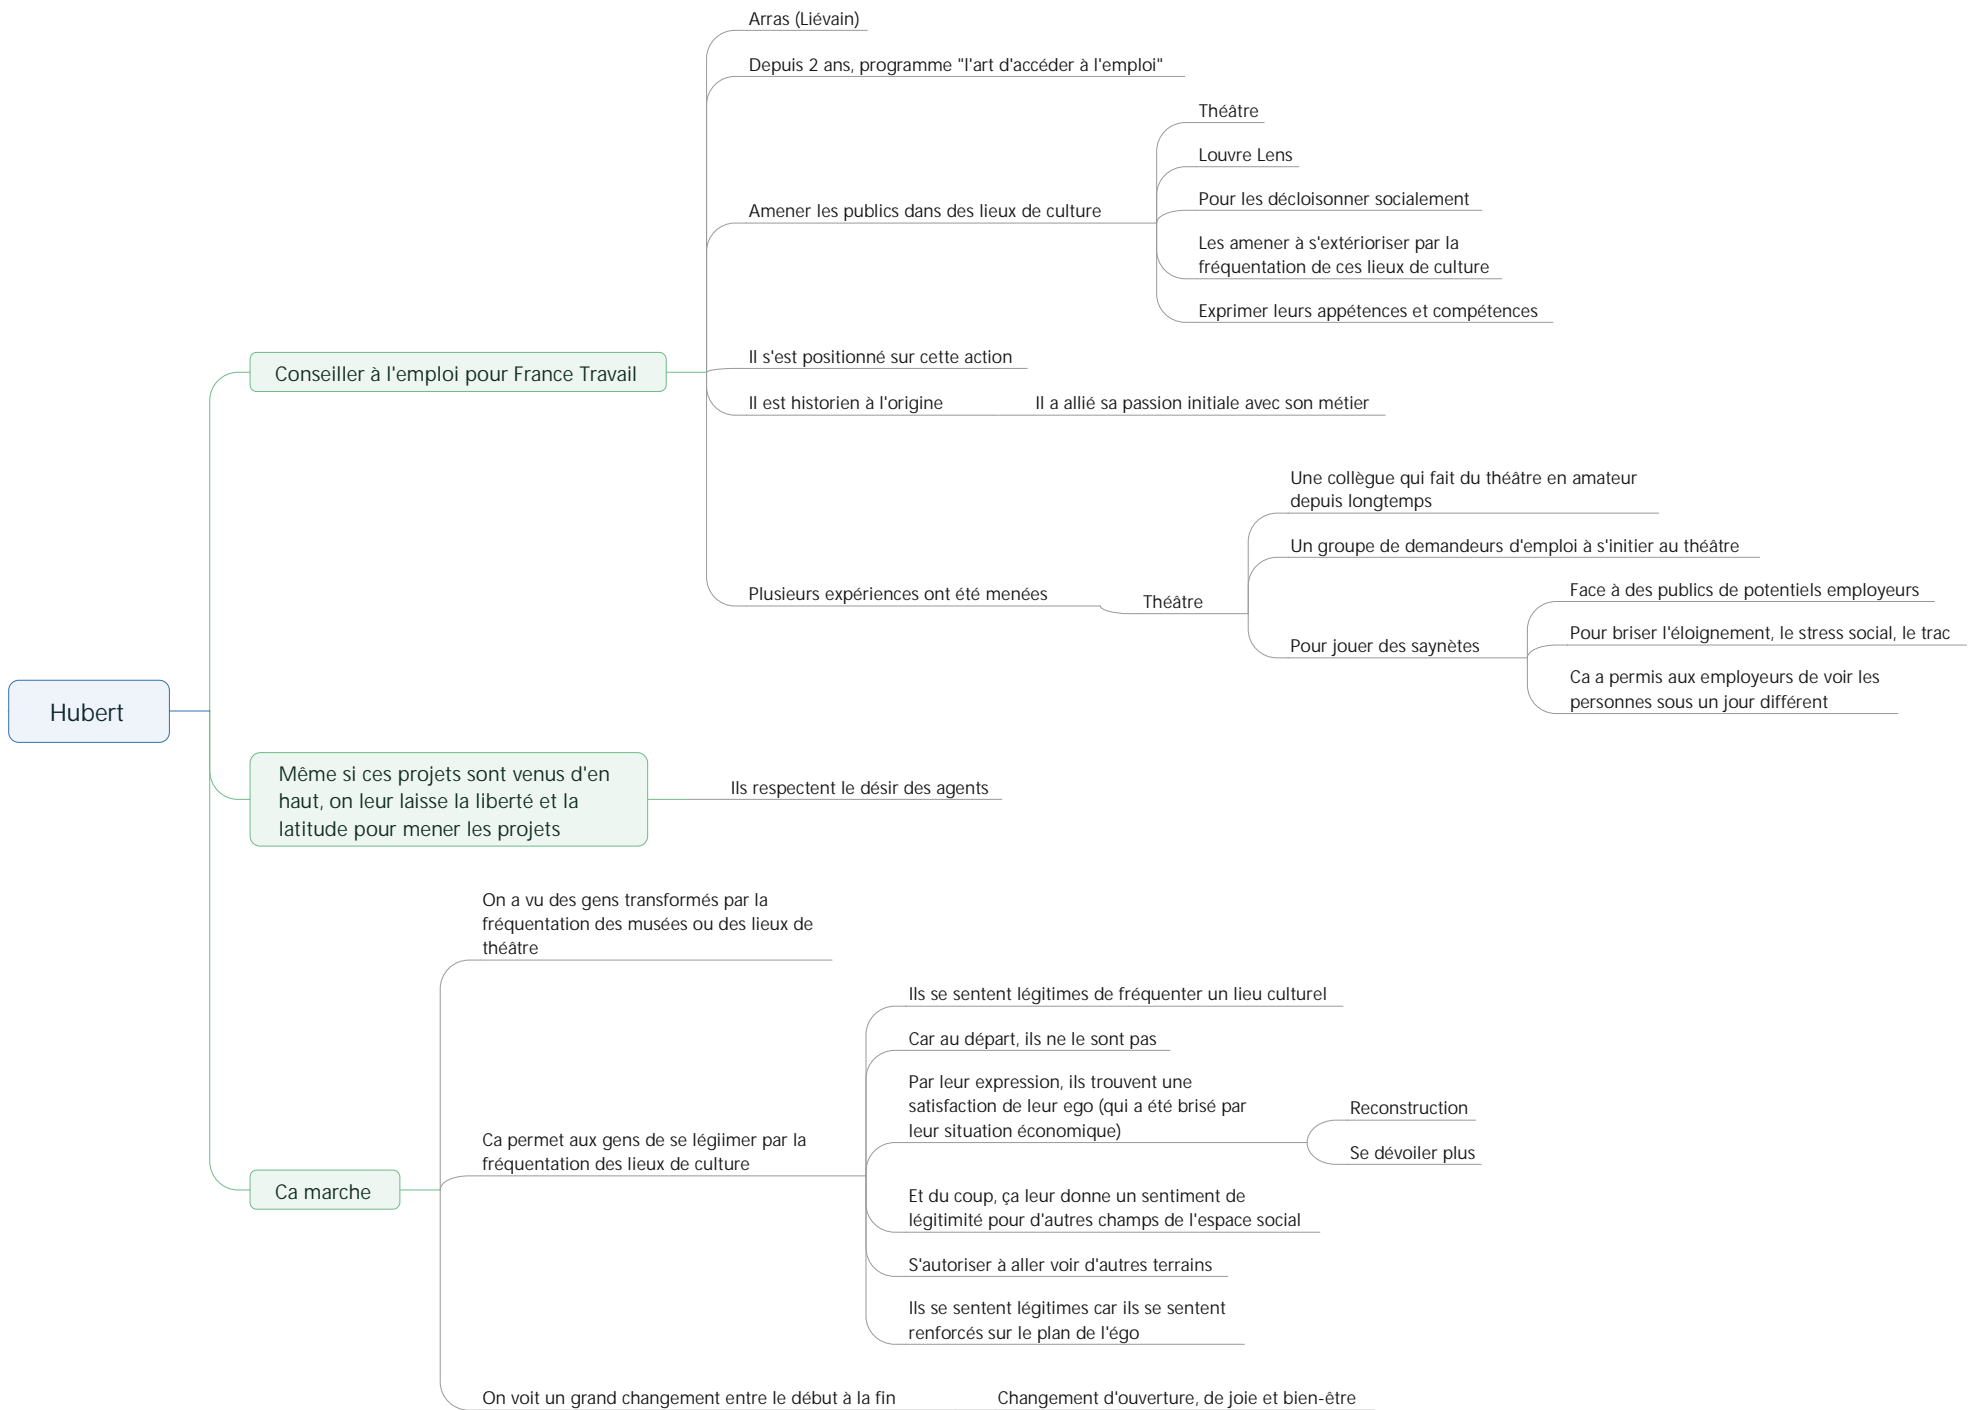 Hubert
Conseiller à l'emploi pour France Travail
Arras (Liévain)
Depuis 2 ans, programme "l'art d'accéder à l'emploi"
Amener les publics dans des lieux de culture
Théâtre
Louvre Lens
Pour les décloisonner socialement
Les amener à s'extérioriser par la
fréquentation de ces lieux de culture
Exprimer leurs appétences et compétences
Il s'est positionné sur cette action
Il est historien à l'origine
Il a allié sa passion initiale avec son métier
Plusieurs expériences ont été menées
Théâtre
Une collègue qui fait du théâtre en amateur
depuis longtemps
Un groupe de demandeurs d'emploi à s'initier au théâtre
Pour jouer des saynètes
Face à des publics de potentiels employeurs
Pour briser l'éloignement, le stress social, le trac
Ca a permis aux employeurs de voir les
personnes sous un jour différent
Même si ces projets sont venus d'en
haut, on leur laisse la liberté et la
latitude pour mener les projets
Ils respectent le désir des agents
Ca marche
On a vu des gens transformés par la
fréquentation des musées ou des lieux de
théâtre
Ca permet aux gens de se légiimer par la
fréquentation des lieux de culture
Ils se sentent légitimes de fréquenter un lieu culturel
Car au départ, ils ne le sont pas
Par leur expression, ils trouvent une
satisfaction de leur ego (qui a été brisé par
leur situation économique)
Reconstruction
Se dévoiler plus
Et du coup, ça leur donne un sentiment de
légitimité pour d'autres champs de l'espace social
S'autoriser à aller voir d'autres terrains
Ils se sentent légitimes car ils se sentent
renforcés sur le plan de l'égo
On voit un grand changement entre le début à la fin
Changement d'ouverture, de joie et bien-être